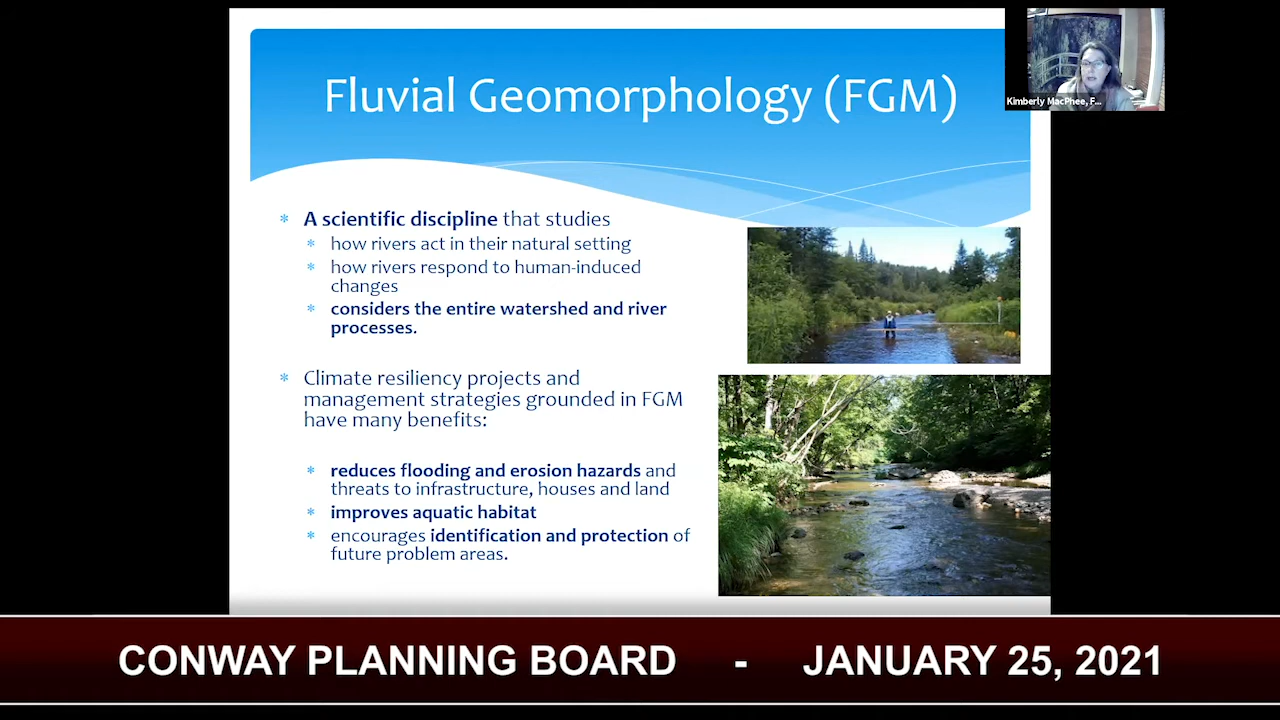 Fluvial Geomorphology (FGM)
Kimberly MacPhee, F...
* A scientific discipline that studies
* how rivers act in their natural setting
* how rivers respond to human-induced
changes
* considers the entire watershed and river
processes.
* Climate resiliency projects and
management strategies grounded in FGM
have many benefits:
* reduces flooding and erosion hazards and
threats to infrastructure, houses and land
* improves aquatic habitat
* encourages identification and protection of
future problem areas.
CONWAY PLANNING BOARD - JANUARY 25, 2021